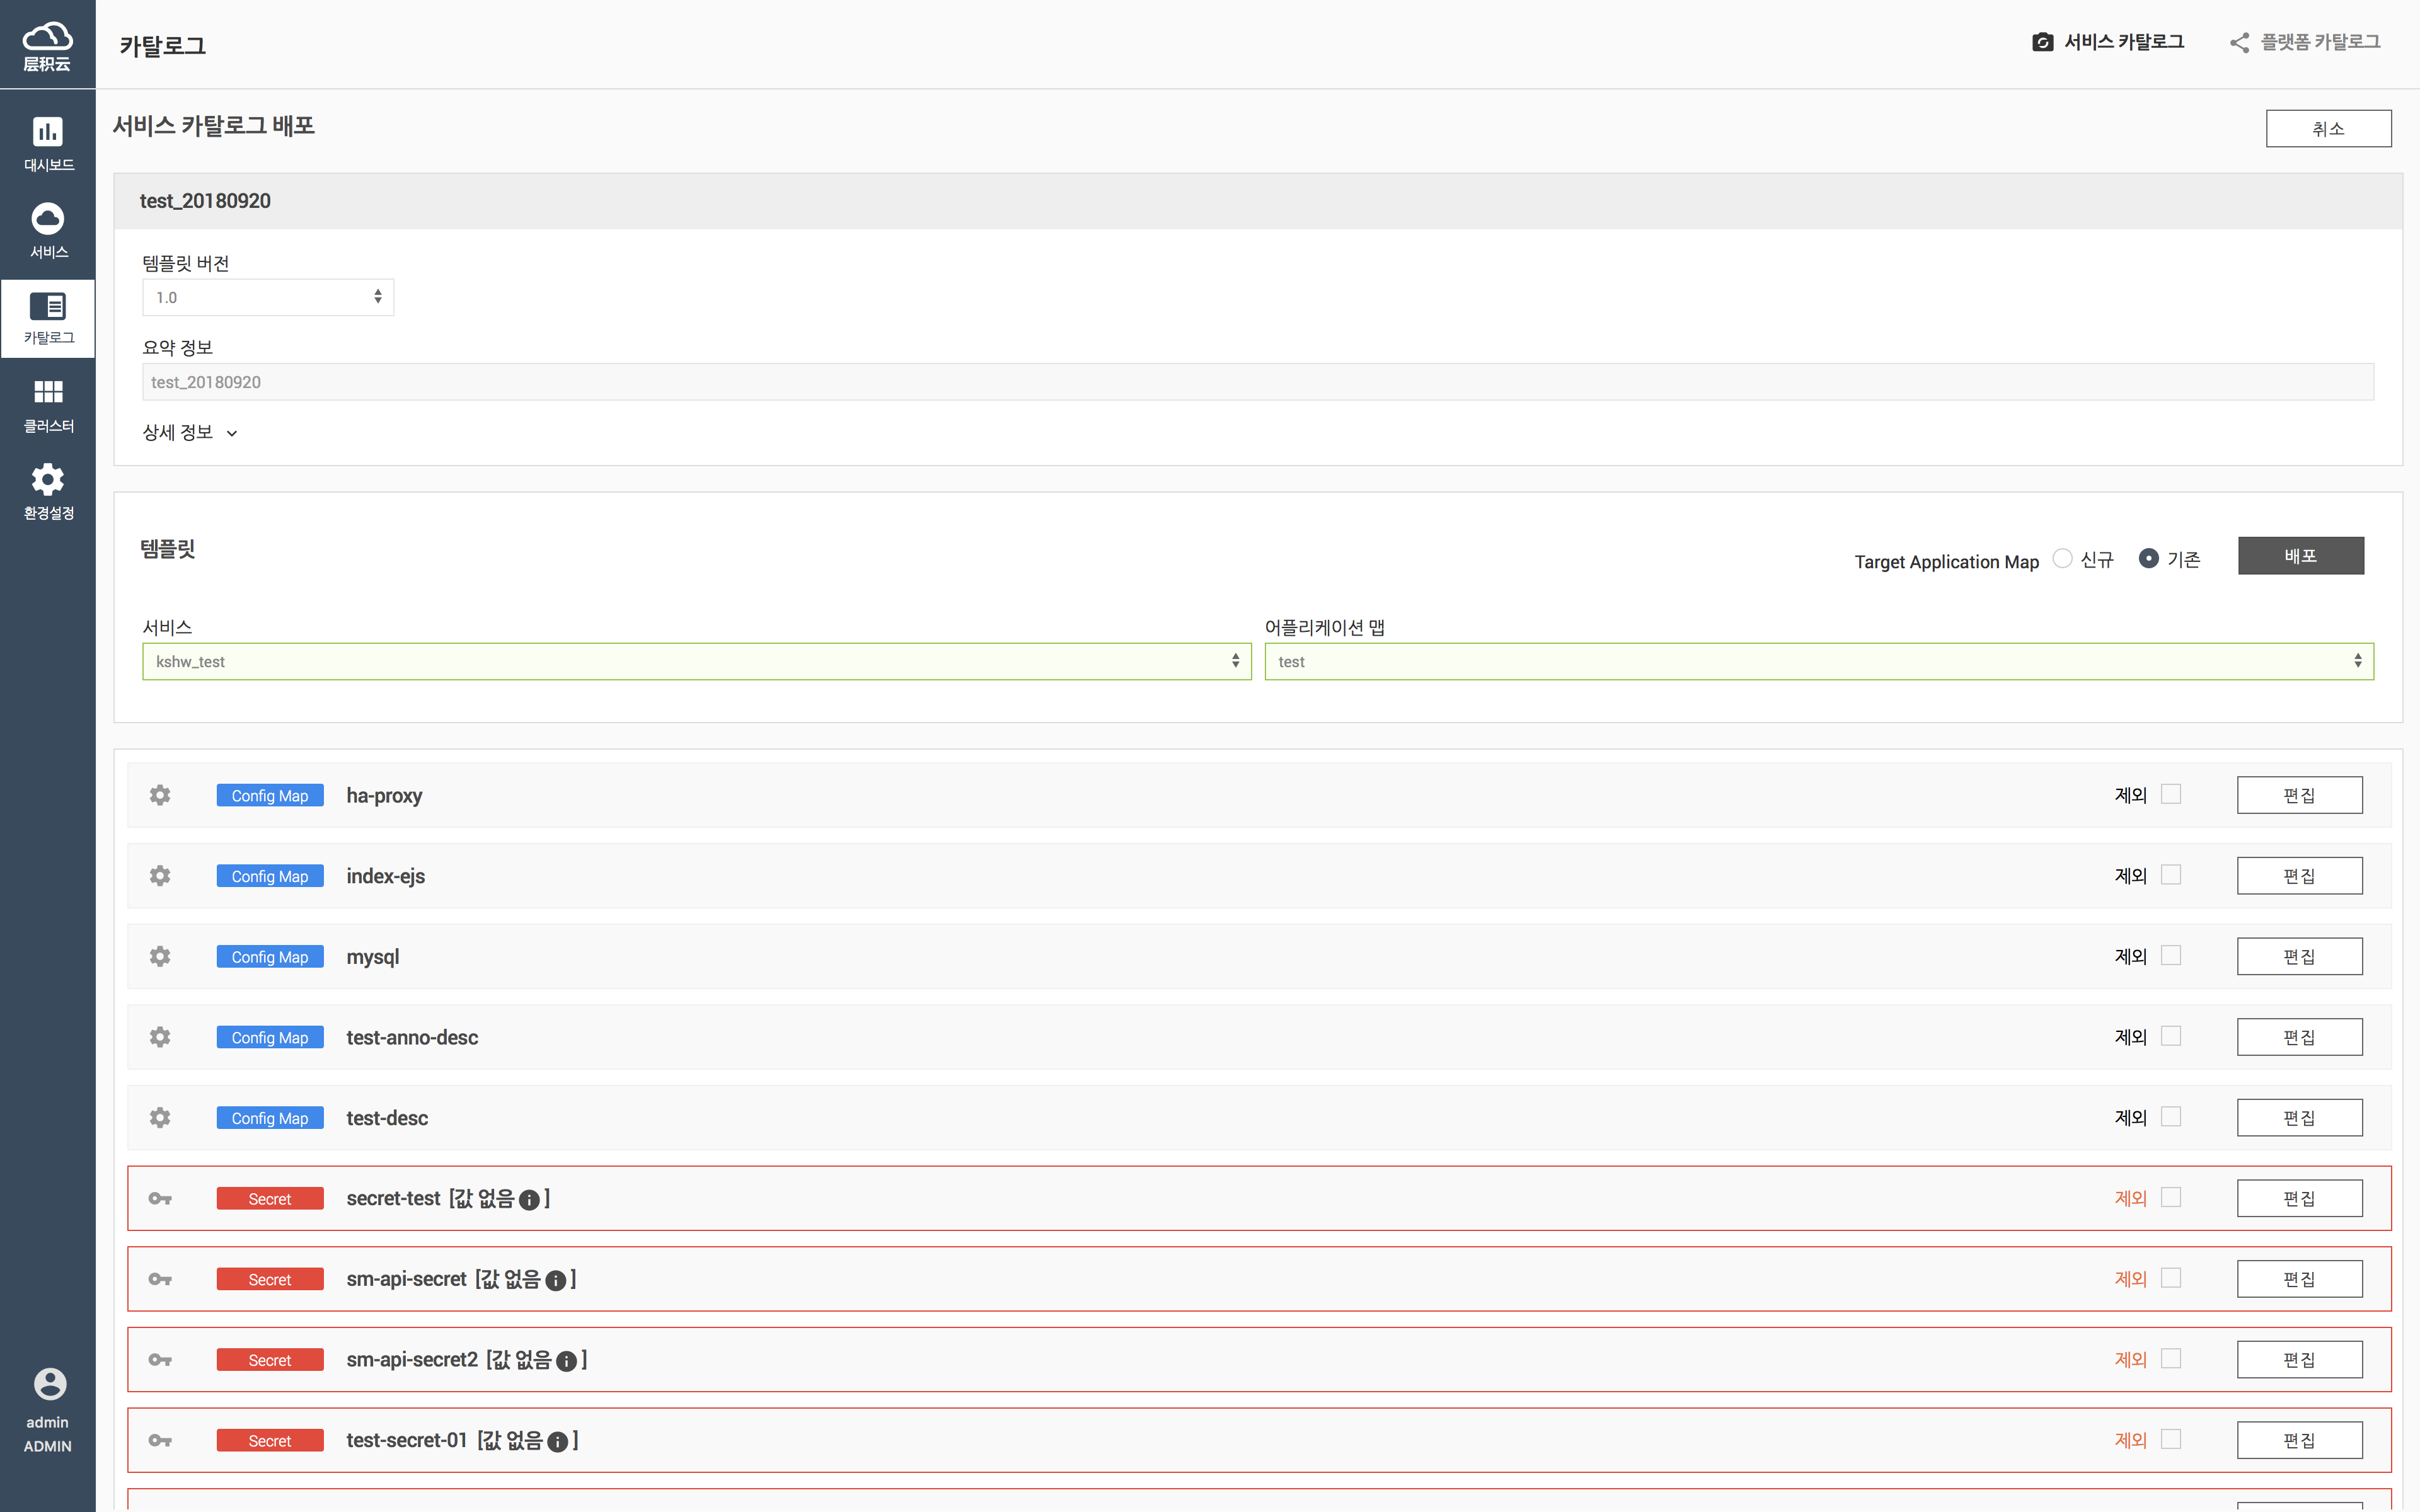 层积云
카탈로그
서비스 카탈로그
플랫폼 카탈로그
대시보드
서비스
카탈로그
클러스터
환경설정
admin
ADMIN
서비스 카탈로그 배포
취소
test_20180920
템플릿 버전
1.0
요약 정보
test_20180920
상세 정보
템플릿
Target Application Map 신규 기존 배포
서비스
kshw_test
어플리케이션 맵
test
Config Map ha-proxy 제외 편집
Config Map index-ejs 제외 편집
Config Map mysql 제외 편집
Config Map test-anno-desc 제외 편집
Config Map test-desc 제외 편집
Secret secret-test [값 없음 ] 제외 편집
Secret sm-api-secret [값 없음 ] 제외 편집
Secret sm-api-secret2 [값 없음 ] 제외 편집
Secret test-secret-01 [값 없음 ] 제외 편집